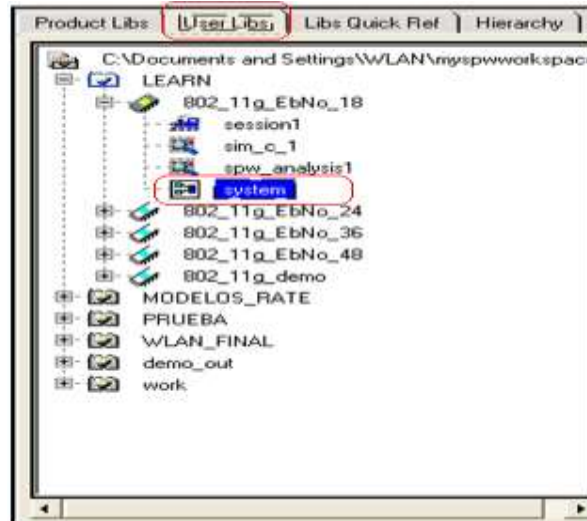 Product Libs User Libs Libs Quick Ref Hierarchy
C:\Documents and Settings\WLAN\myspwworkspac
LEARN
802_11g_EbNo_18
session1
sim_c_1
spw_analysis1
system
802_11g_EbNo_24
802_11g_EbNo_36
802_11g_EbNo_48
802_11g_demo
MODELOS_RATE
PRUEBA
WLAN_FINAL
demo_out
work